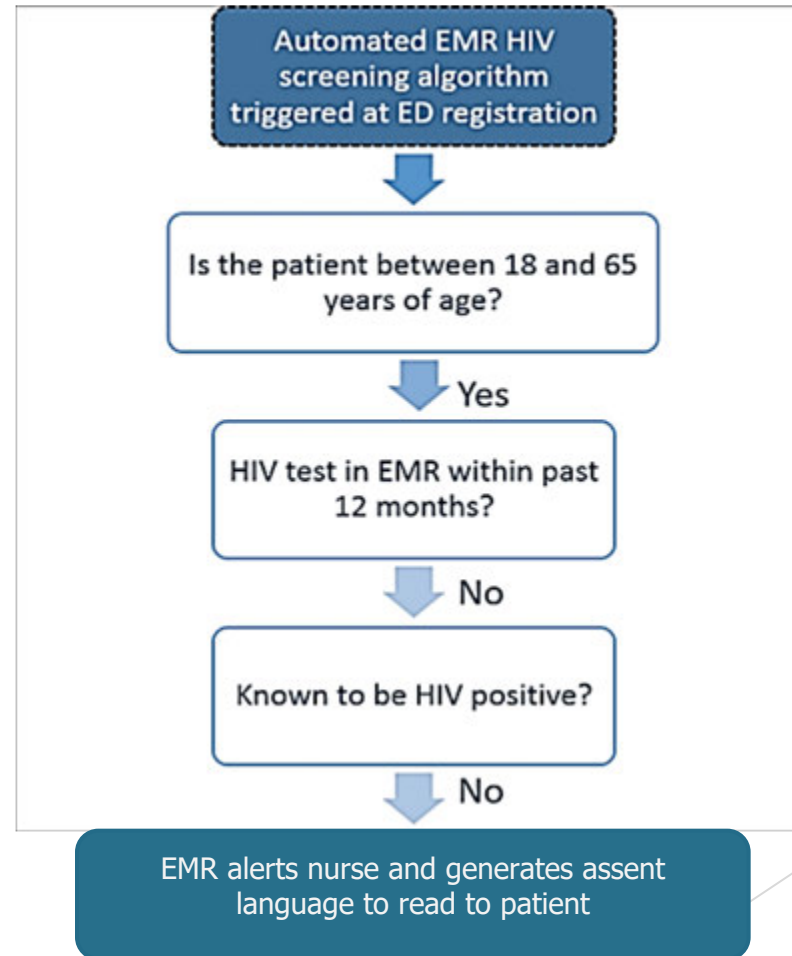 Automated EMR HIV
screening algorithm
triggered at ED registration
Is the patient between 18 and 65
years of age?
Yes
HIV test in EMR within past
12 months?
No
Known to be HIV positive?
No
EMR alerts nurse and generates assent
language to read to patient